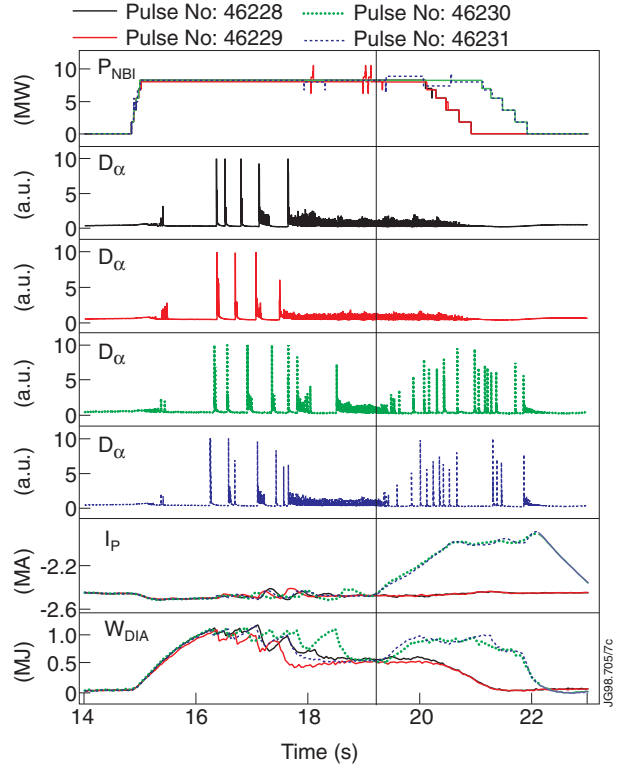 Pulse No: 46228
Pulse No: 46230
Pulse No: 46229
Pulse No: 46231
P_NBI
(MW)
10
5
0
Dα
(a.u.)
10
5
0
Dα
(a.u.)
10
5
0
Dα
(a.u.)
10
5
0
Dα
(a.u.)
10
5
0
I_P
(MA)
-2.2
-2.6
W_DIA
(MJ)
1.0
0.5
0
14 16 18 20 22
Time (s)
JG98.705/7c